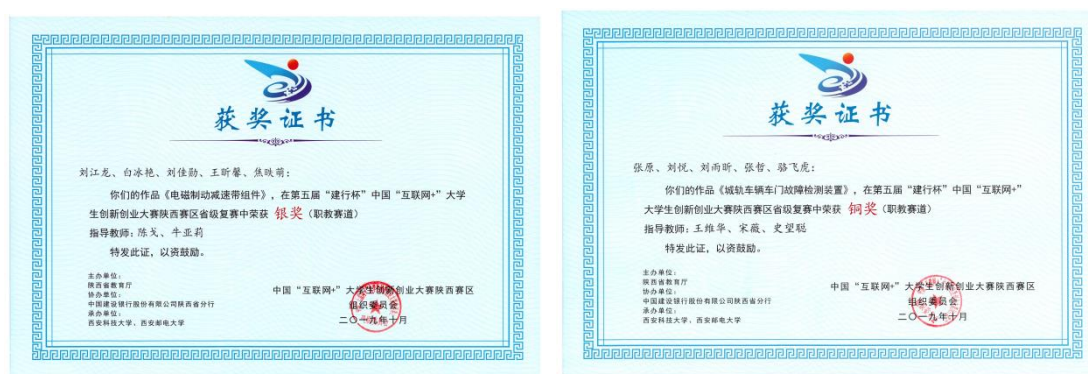 获奖证书
刘江龙、白冰艳、刘佳勋、王昕馨、焦昳萌：
你们的作品《电磁制动减速带组件》，在第五届“建行杯”中国“互联网+”大学
生创新创业大赛陕西赛区省级复赛中荣获 银奖（职教赛道）
指导教师：陈戈、牛亚莉
特发此证，以资鼓励。
主办单位：
陕西省教育厅
协办单位：
中国建设银行股份有限公司陕西省分行
承办单位：
西安科技大学、西安邮电大学
中国“互联网+”大学生创新创业大赛陕西赛区
组织委员会
二〇一九年十月
获奖证书
张原、刘悦、刘雨昕、张哲、骆飞虎：
你们的作品《城轨车辆车门故障检测装置》，在第五届“建行杯”中国“互联网+”
大学生创新创业大赛陕西赛区省级复赛中荣获 铜奖（职教赛道）
指导教师：王维华、宋薇、史望聪
特发此证，以资鼓励。
主办单位：
陕西省教育厅
协办单位：
中国建设银行股份有限公司陕西省分行
承办单位：
西安科技大学、西安邮电大学
中国“互联网+”大学生创新创业大赛陕西赛区
组织委员会
二〇一九年十月